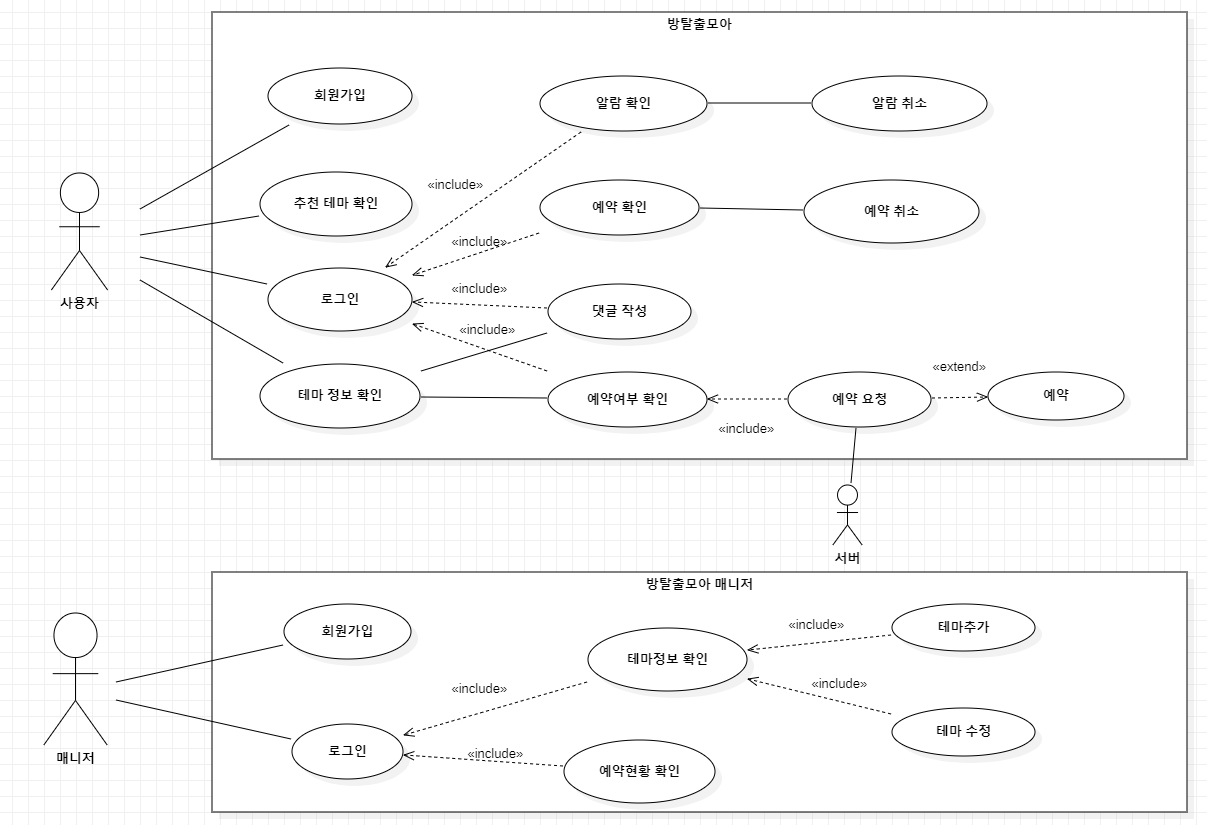 방탈출모아
회원가입
알람 확인
알람 취소
«include»
추천 테마 확인
예약 확인
예약 취소
«include»
사용자
로그인
«include»
댓글 작성
«include»
테마 정보 확인
예약여부 확인
«include»
예약 요청
«extend»
예약
서버
방탈출모아 매니저
회원가입
«include»
테마추가
테마정보 확인
«include»
«include»
매니저
로그인
«include»
예약현황 확인
테마 수정